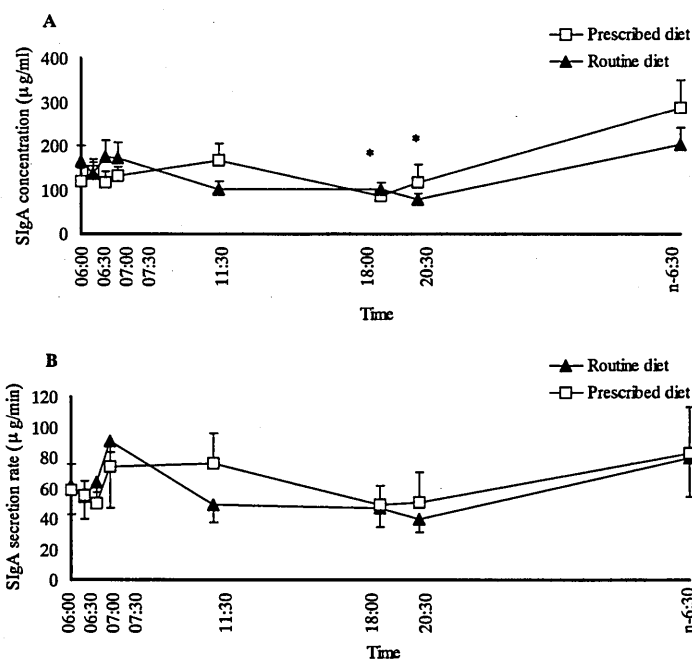 A
Prescribed diet
Routine diet
SIgA concentration (μ g/ml)
400
300
200
100
0
* *
06:00
06:30
07:00
07:30
11:30
18:00
20:30
n-6:30
Time
B
Routine diet
Prescribed diet
SIgA secretion rate (μ g/min)
120
100
80
60
40
20
0
06:00
06:30
07:00
07:30
11:30
18:00
20:30
n-6:30
Time